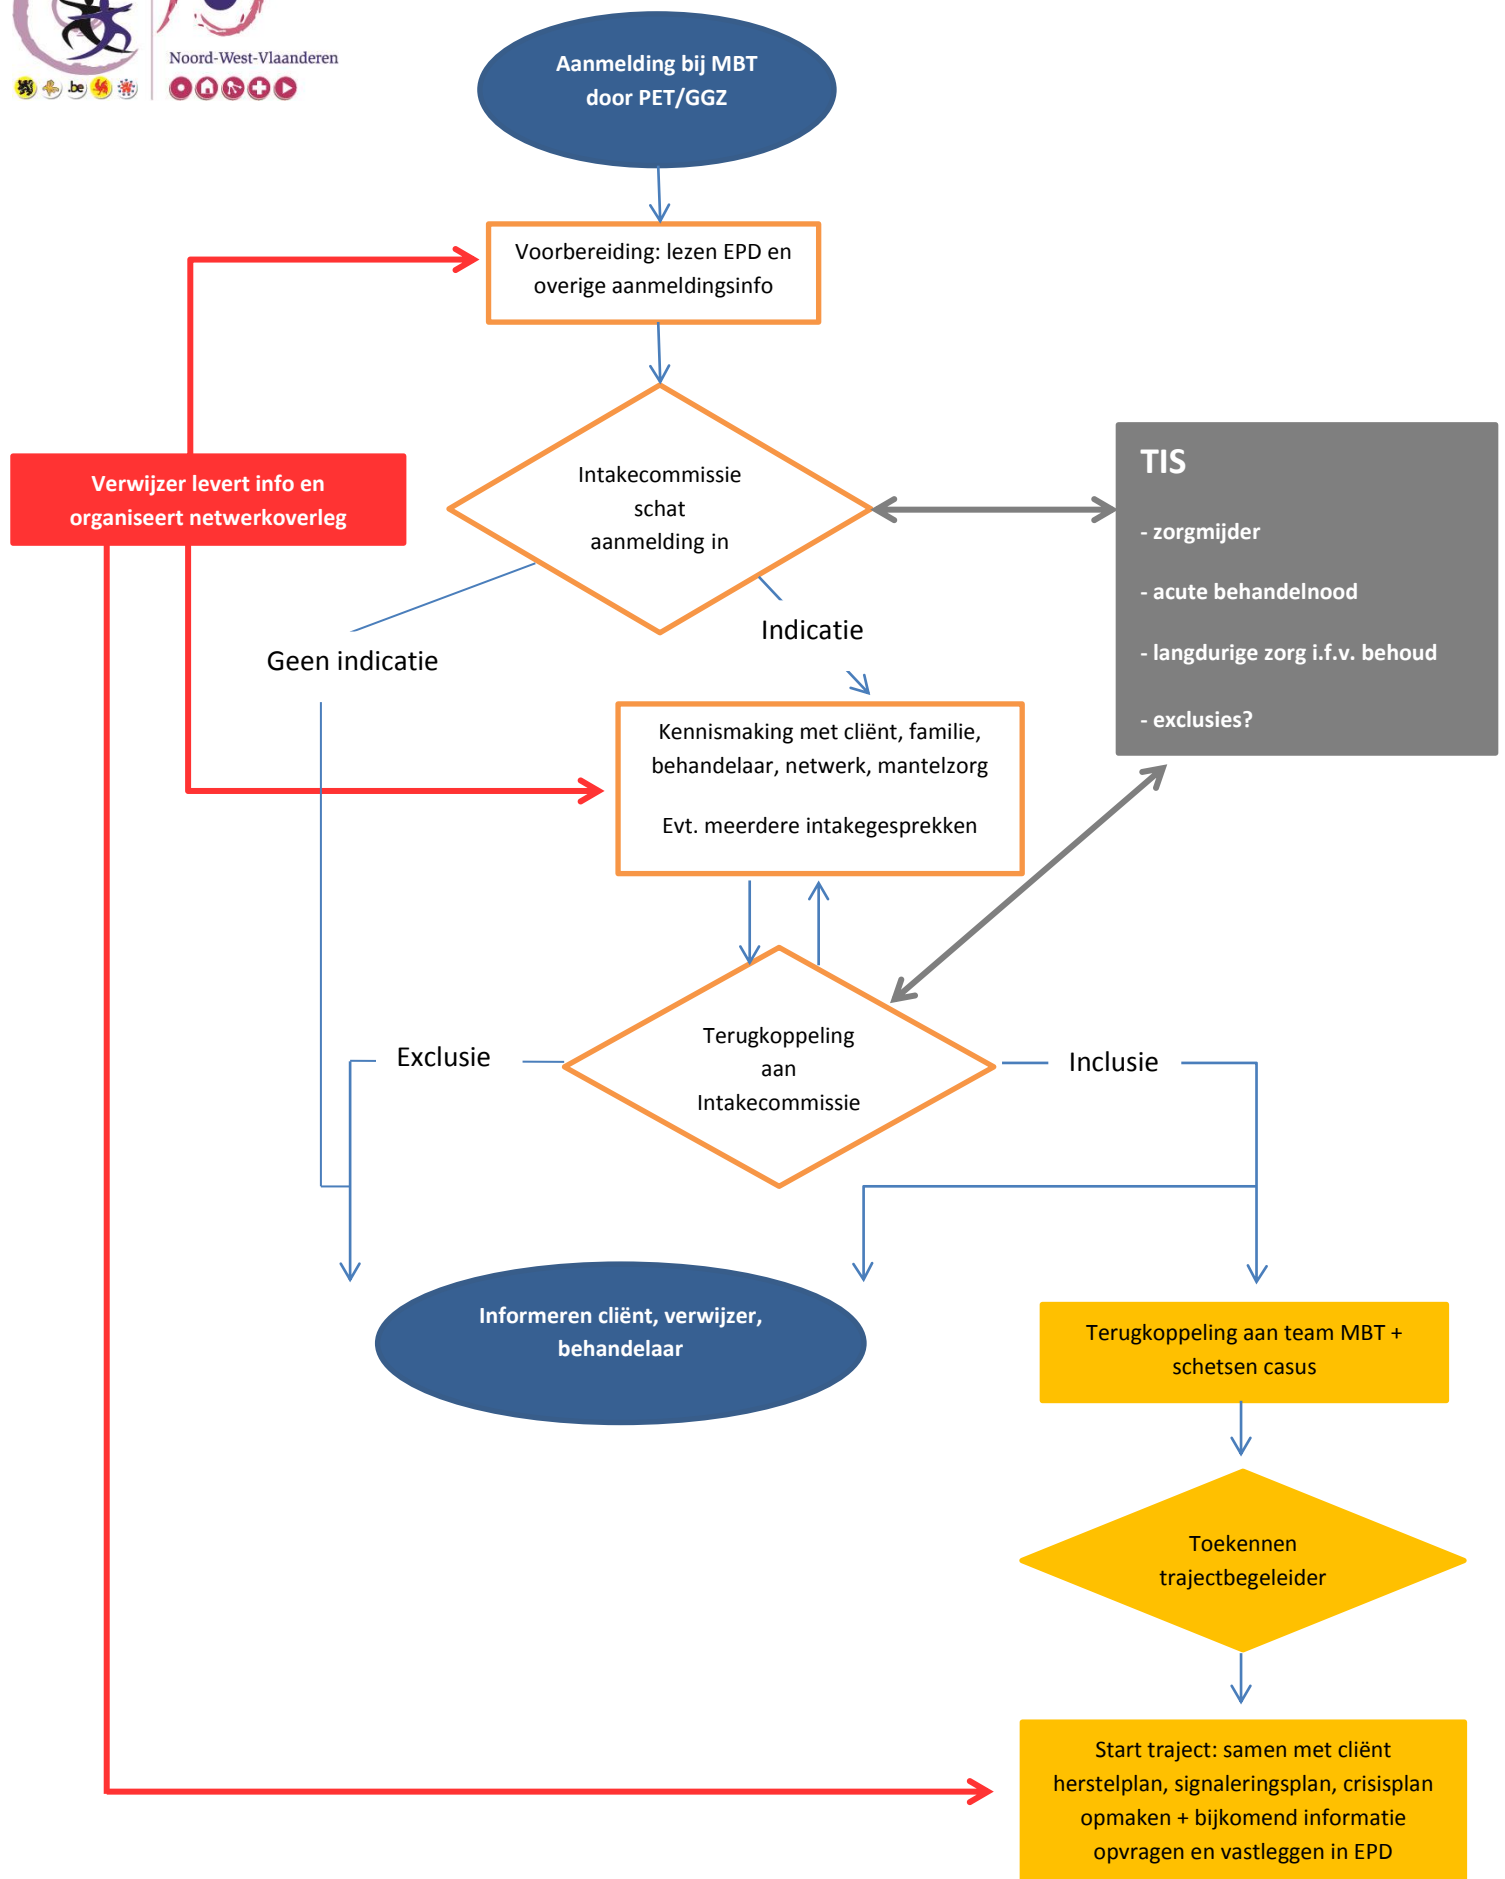 Noord-West-Vlaanderen
.be
Aanmelding bij MBT
door PET/GGZ
Voorbereiding: lezen EPD en
overige aanmeldingsinfo
Verwijzer levert info en
organiseert netwerkoverleg
Intakecommissie
schat
aanmelding in
TIS
- zorgmijder
- acute behandelnood
- langdurige zorg i.f.v. behoud
- exclusies?
Indicatie
Geen indicatie
Kennismaking met cliënt, familie,
behandelaar, netwerk, mantelzorg
Evt. meerdere intakegesprekken
Terugkoppeling
aan
Intakecommissie
Exclusie
Inclusie
Informeren cliënt, verwijzer,
behandelaar
Terugkoppeling aan team MBT +
schetsen casus
Toekennen
trajectbegeleider
Start traject: samen met cliënt
herstelplan, signaleringsplan, crisisplan
opmaken + bijkomend informatie
opvragen en vastleggen in EPD